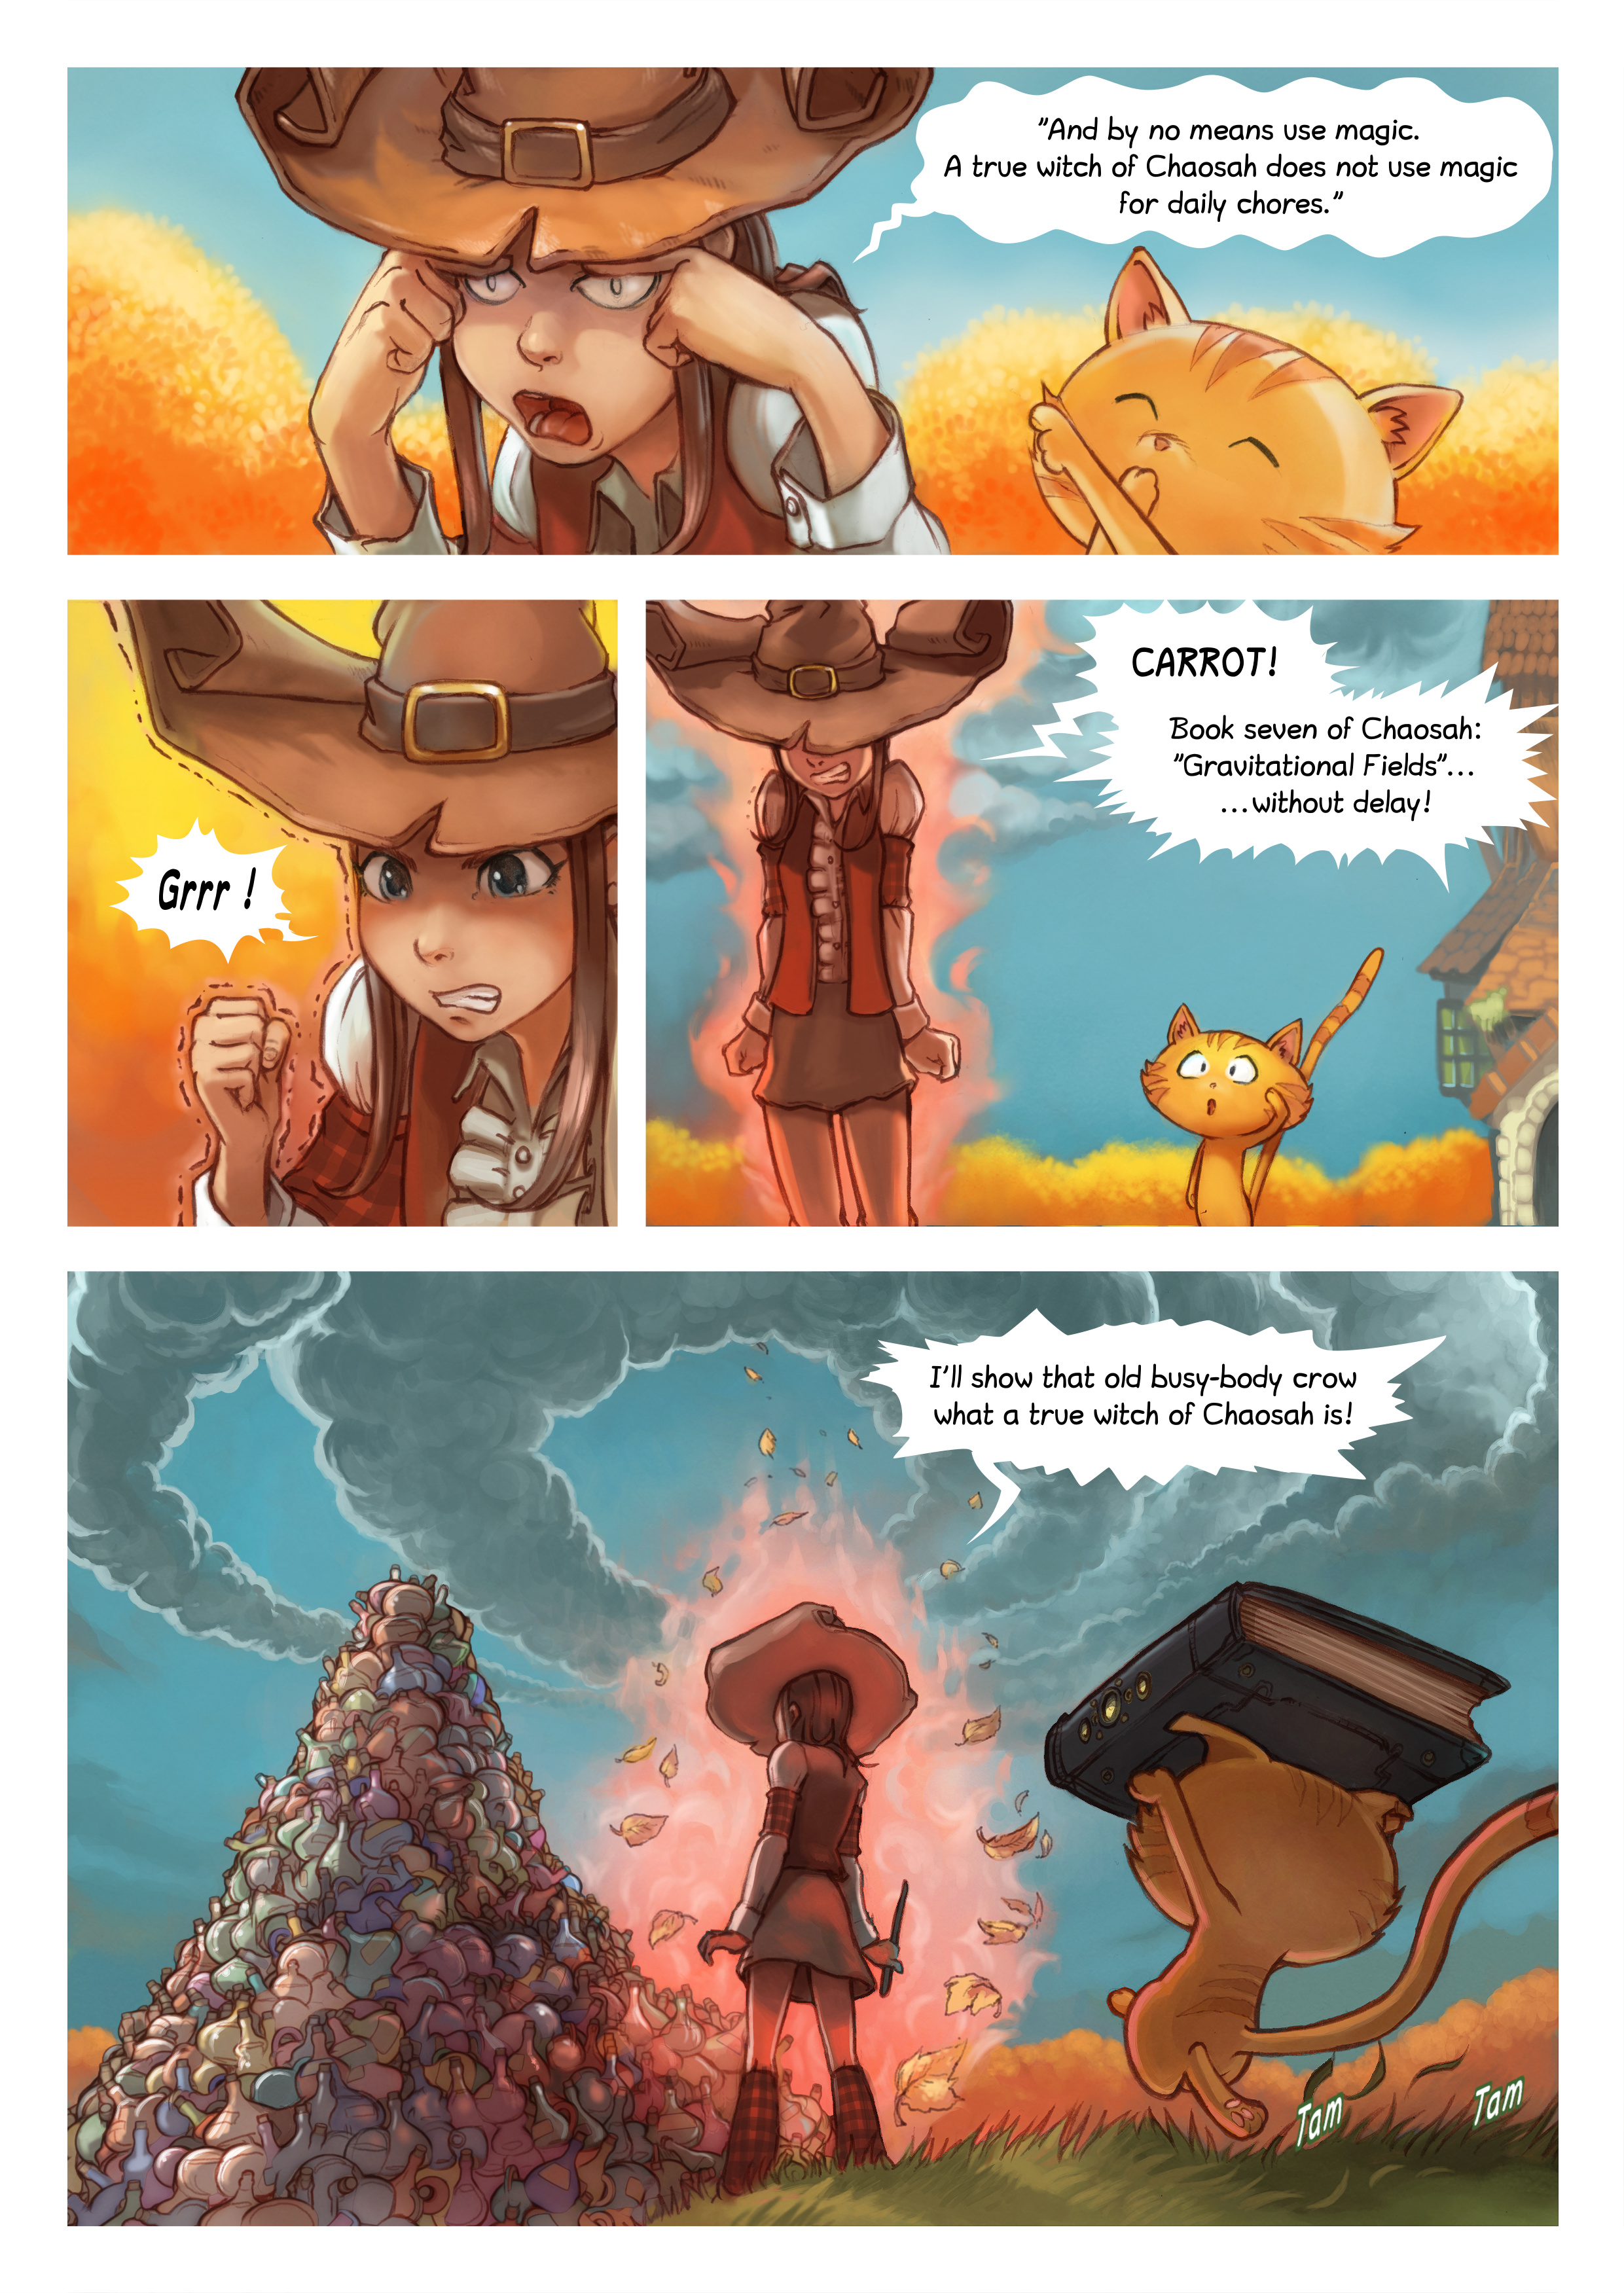 "And by no means use magic.
A true witch of Chaosah does not use magic
for daily chores."
Grrr !
CARROT!
Book seven of Chaosah:
"Gravitational Fields"...
...without delay!
I'll show that old busy-body crow
what a true witch of Chaosah is!
Tam
Tam